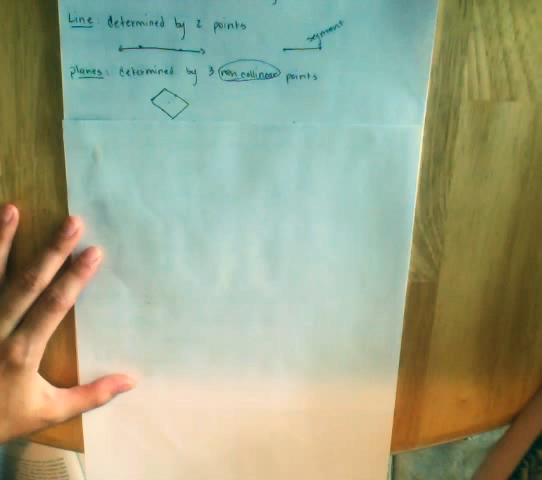 Line: determined by 2 points
segment
planes: determined by 3 non collinear points